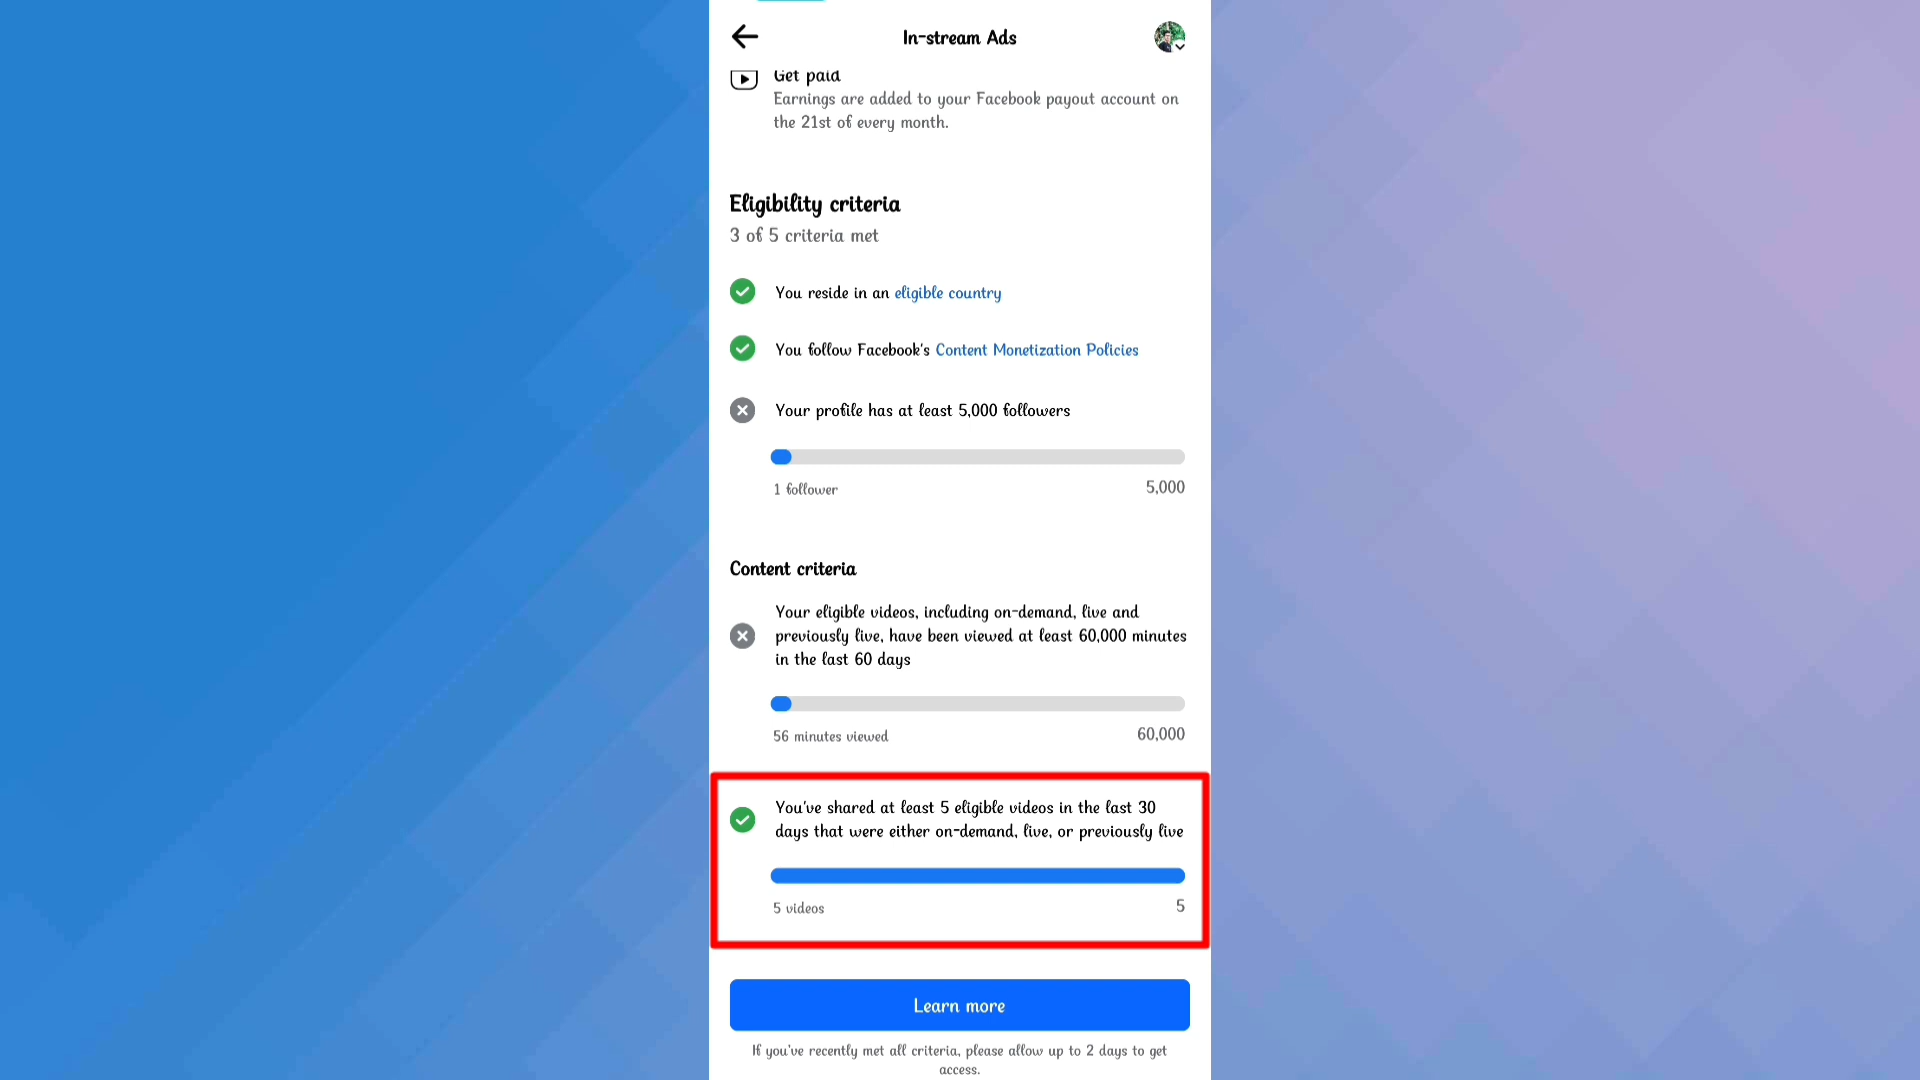 In-stream Ads
Get paid
Earnings are added to your Facebook payout account on
the 21st of every month.
Eligibility criteria
3 of 5 criteria met
You reside in an eligible country
You follow Facebook's Content Monetization Policies
Your profile has at least 5,000 followers
1 follower 5,000
Content criteria
Your eligible videos, including on-demand, live and
previously live, have been viewed at least 60,000 minutes
in the last 60 days
56 minutes viewed 60,000
You've shared at least 5 eligible videos in the last 30
days that were either on-demand, live, or previously live
5 videos 5
Learn more
If you've recently met all criteria, please allow up to 2 days to get
access.